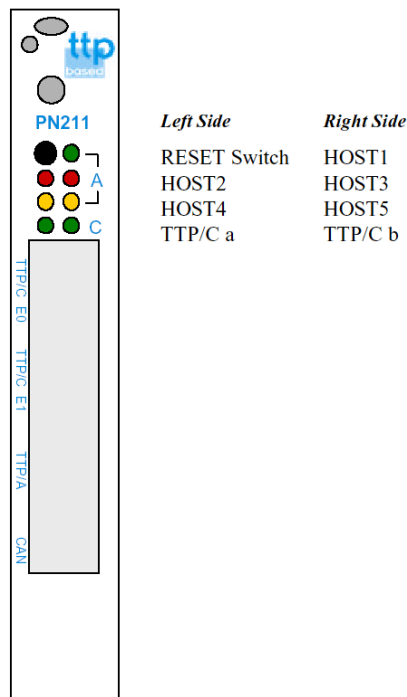 ttp
based
PN211
A
C
TTP/C E0
TTP/C E1
TTP/A
CAN
Left Side Right Side
RESET Switch HOST1
HOST2 HOST3
HOST4 HOST5
TTP/C a TTP/C b